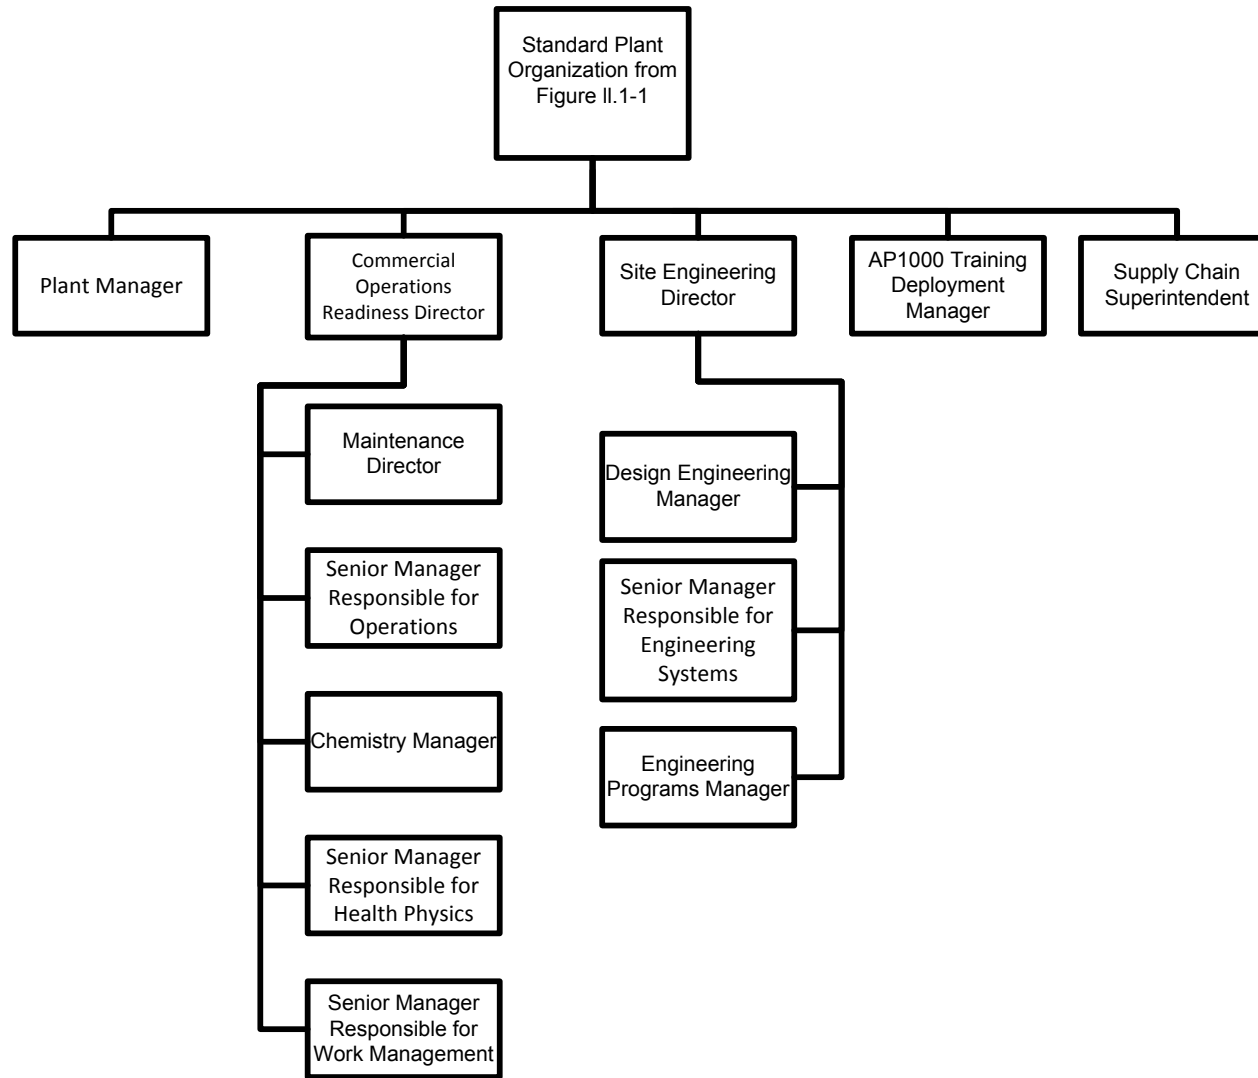 Standard Plant
Organization from
Figure II.1-1
Plant Manager
Commercial
Operations
Readiness Director
Site Engineering
Director
AP1000 Training
Deployment
Manager
Supply Chain
Superintendent
Maintenance
Director
Senior Manager
Responsible for
Operations
Chemistry Manager
Senior Manager
Responsible for
Health Physics
Senior Manager
Responsible for
Work Management
Design Engineering
Manager
Senior Manager
Responsible for
Engineering
Systems
Engineering
Programs Manager